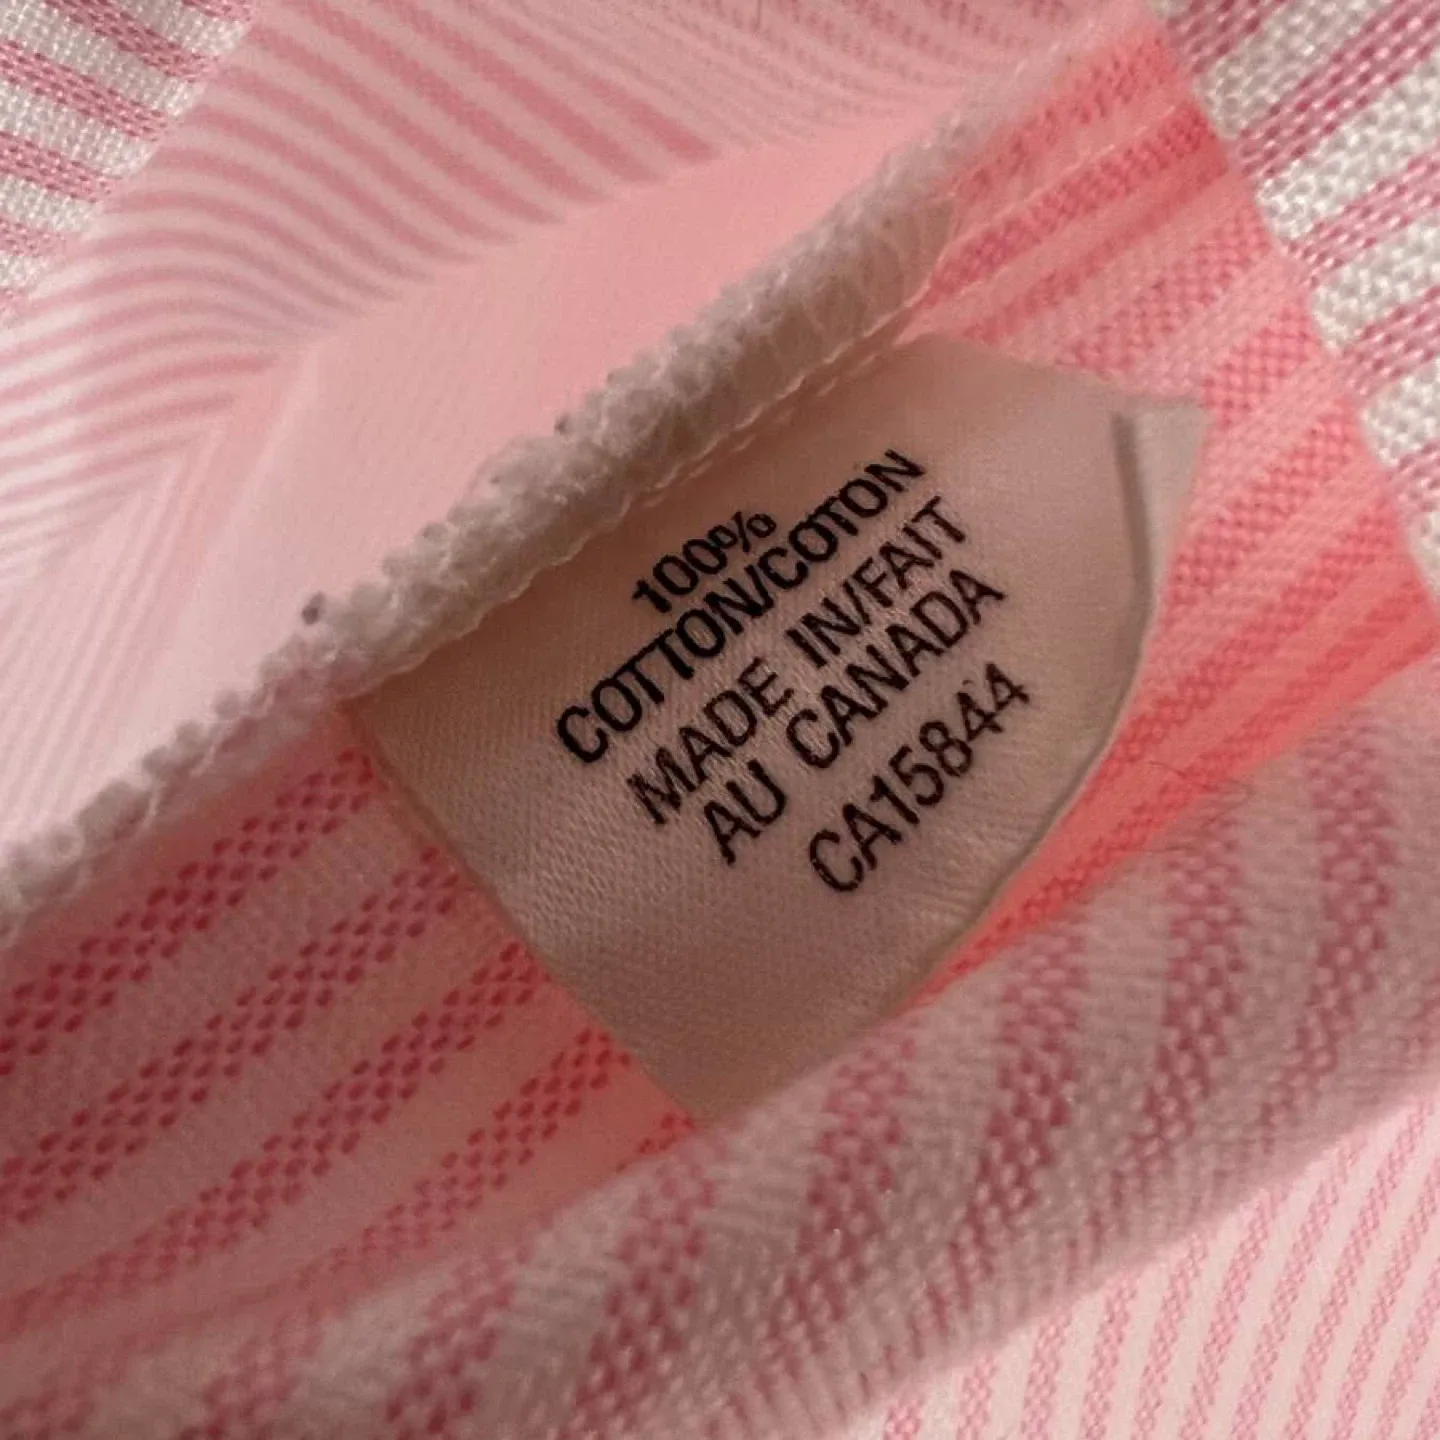 100%
COTTON/COTON
MADE IN/FAIT
AU CANADA
CA15844